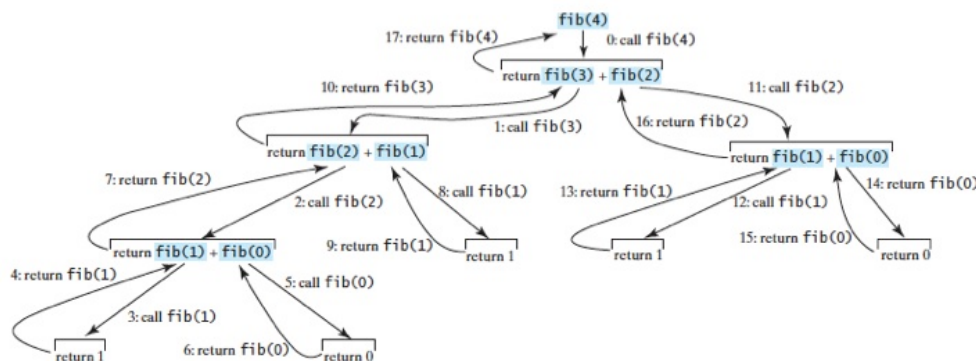 fib(4)
17: return fib(4)
0: call fib(4)
return fib(3) + fib(2)
10: return fib(3)
11: call fib(2)
1: call fib(3)
16: return fib(2)
return fib(2) + fib(1)
return fib(1) + fib(0)
7: return fib(2)
8: call fib(1)
13: return fib(1)
14: return fib(0)
2: call fib(2)
12: call fib(1)
9: return fib(1)
15: return fib(0)
return fib(1) + fib(0)
return 1
return 1
return 0
4: return fib(1)
5: call fib(0)
3: call fib(1)
6: return fib(0)
return 1
return 0